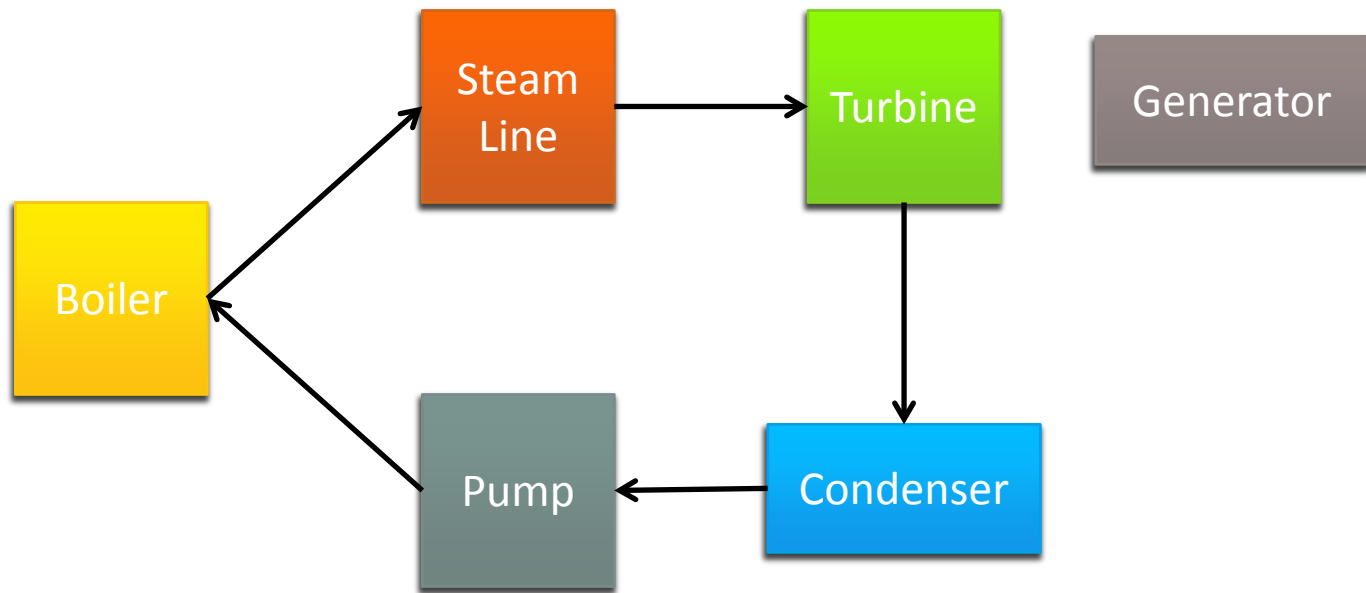 Steam
Line
Turbine
Generator
Boiler
Pump
Condenser